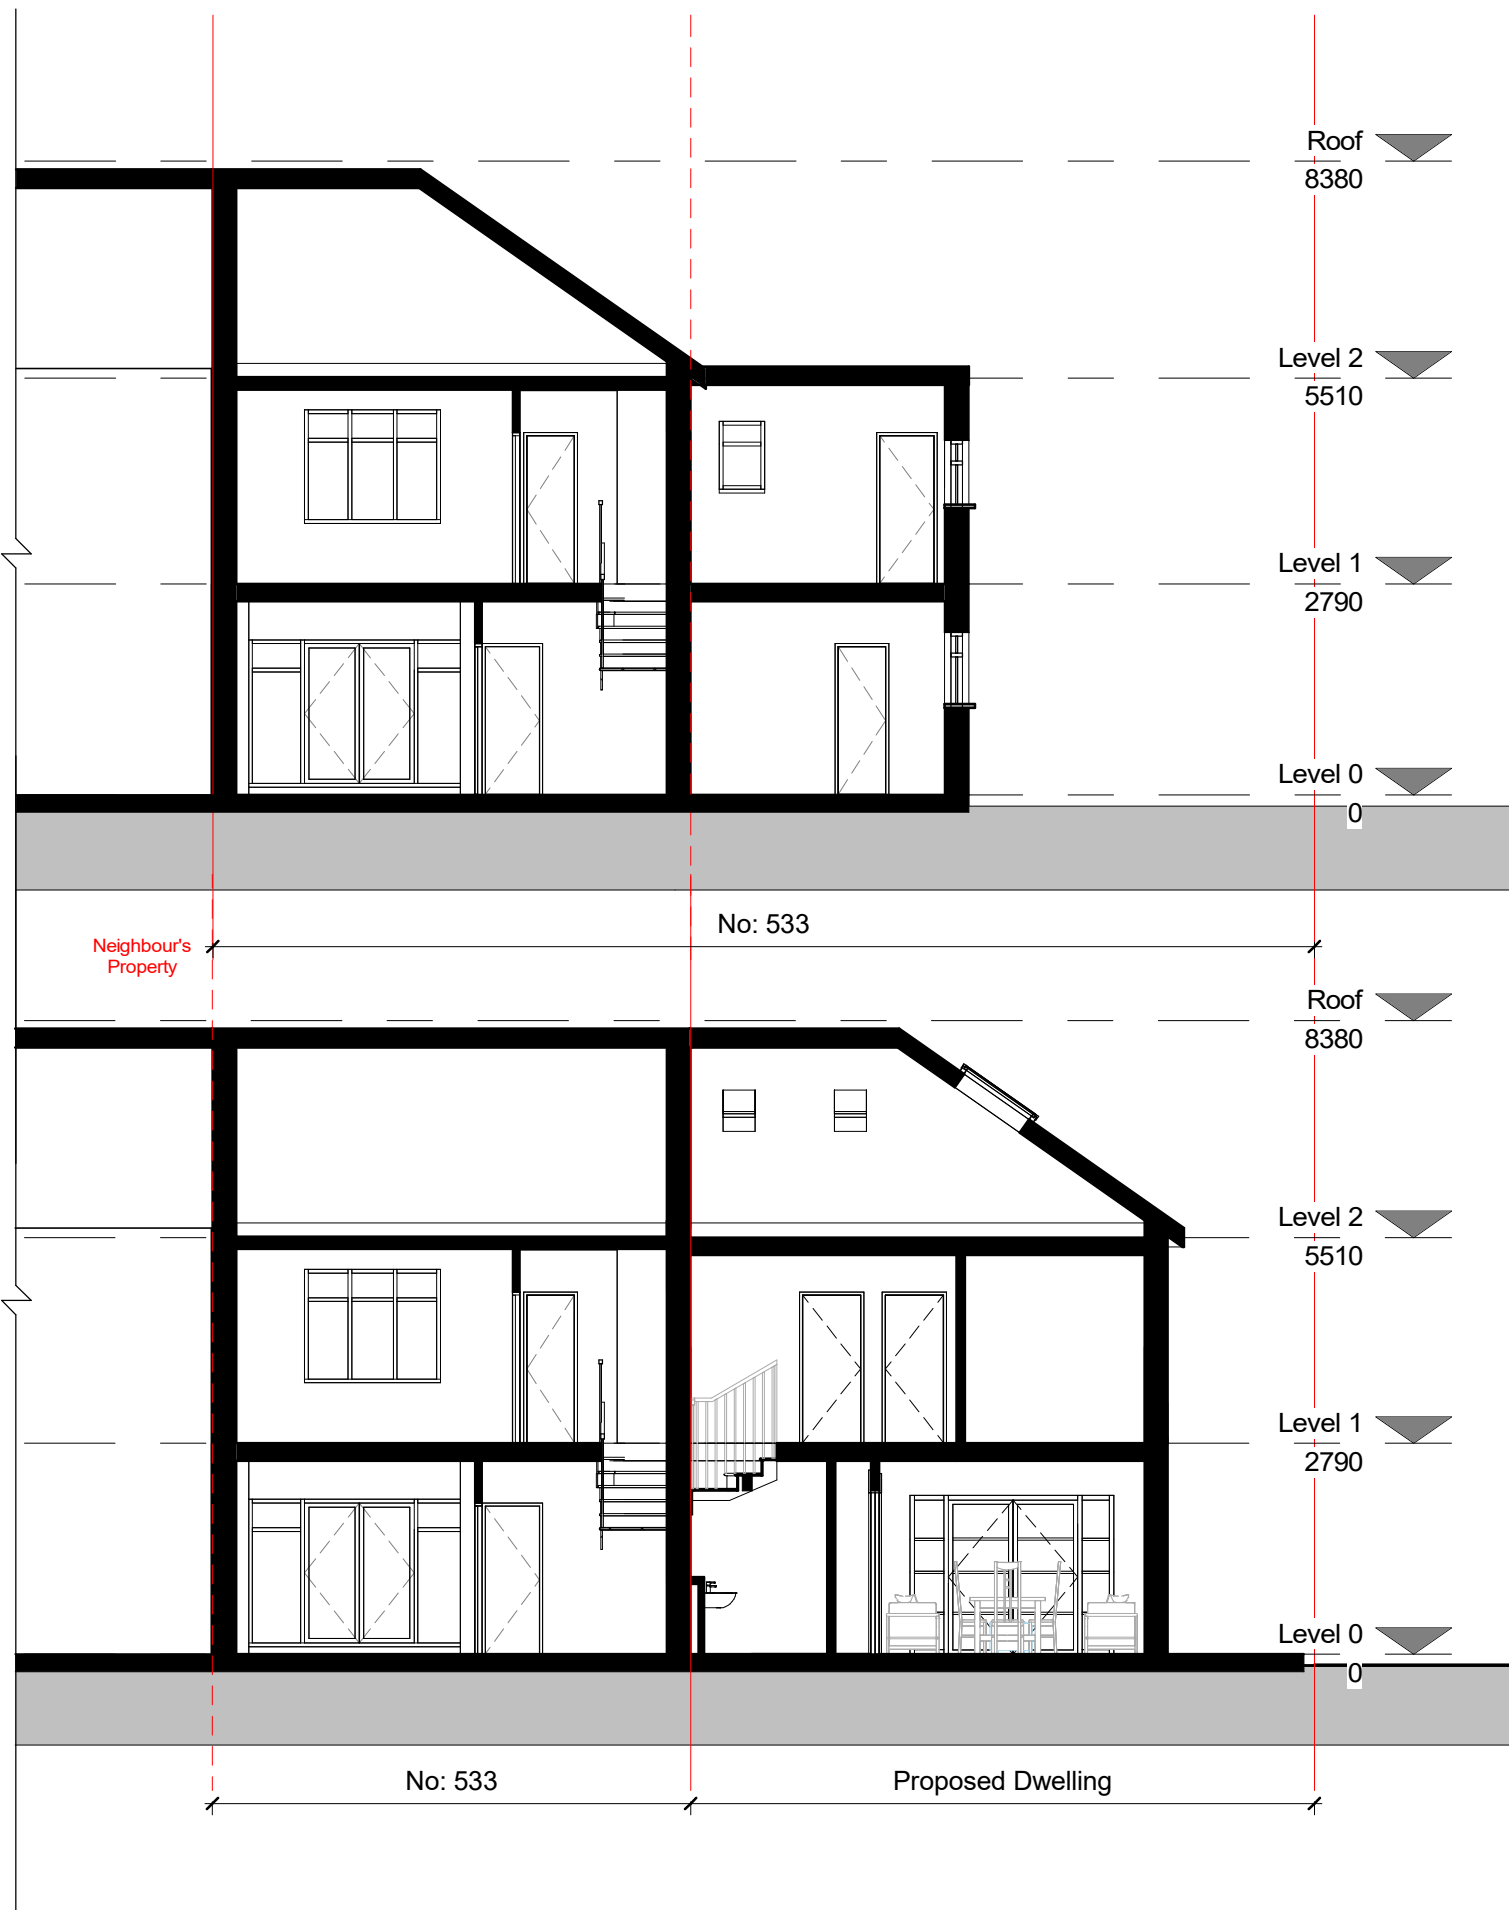 Roof
8380
Level 2
5510
Level 1
2790
Level 0
0
No: 533
Neighbour's
Property
Roof
8380
Level 2
5510
Level 1
2790
Level 0
0
No: 533
Proposed Dwelling